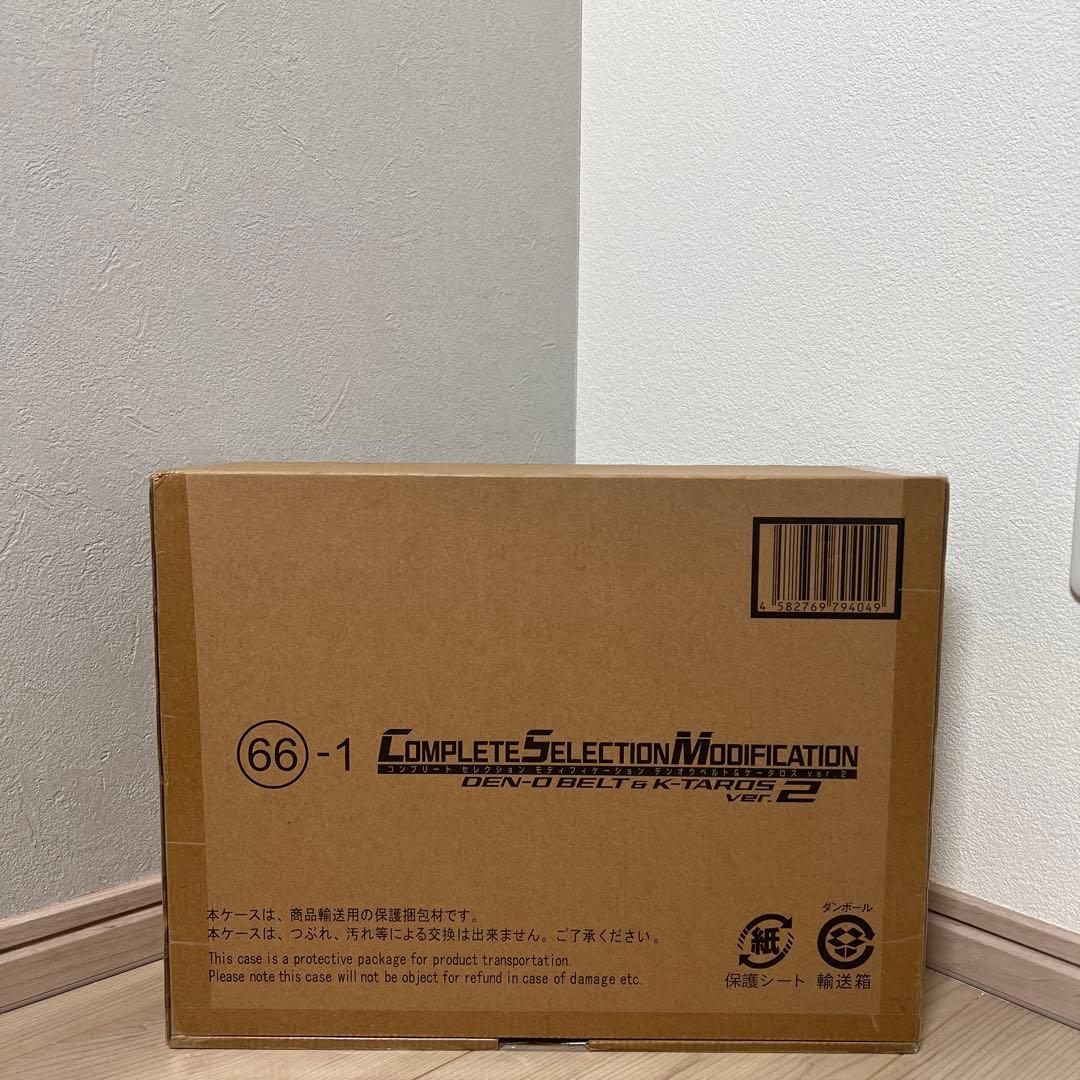 4 582769 794049
66-1 COMPLETE SELECTION MODIFICATION
コンプリート セレクション モディフィケーション デンオウベルト&ケータロス ver.2
DEN-O BELT & K-TAROS
ver.2
本ケースは、商品輸送用の保護梱包材です。
本ケースは、つぶれ、汚れ等による交換は出来ません。ご了承ください。
This case is a protective package for product transportation.
Please note this case will not be object for refund in case of damage etc.
紙
保護シート
ダンボール
輸送箱